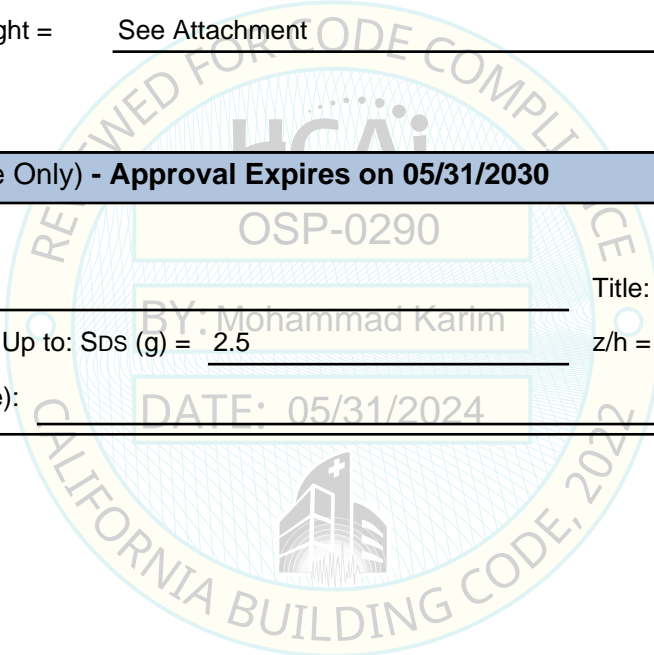 ght = See Attachment
REVIEWED FOR CODE COMPLIANCE
HCAi
e Only) - Approval Expires on 05/31/2030
OSP-0290
Title:
BY: Mohammad Karim
Up to: SDS (g) = 2.5 z/h =
e):
DATE: 05/31/2024
CALIFORNIA BUILDING CODE, 2022